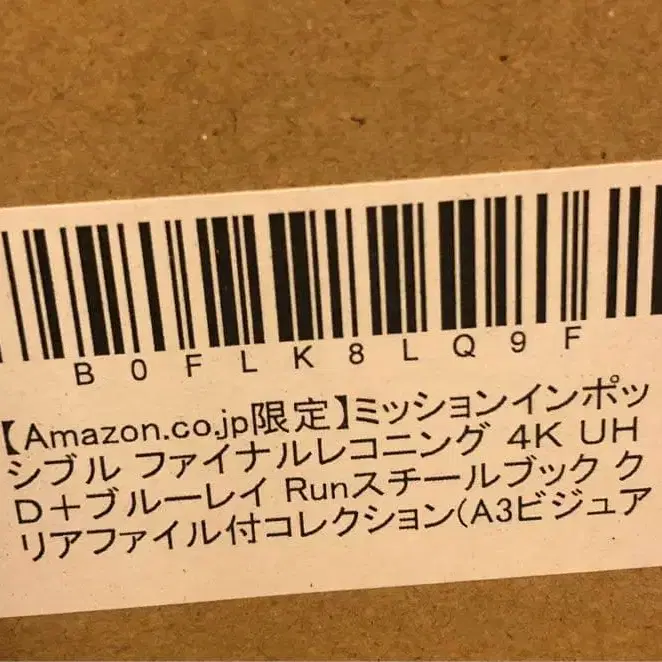 B0FLK8LQ9F
【Amazon.co.jp限定】ミッションインポッ
シブル ファイナルレコニング 4K UH
D＋ブルーレイ Runスチールブック ク
リアファイル付コレクション(A3ビジュア